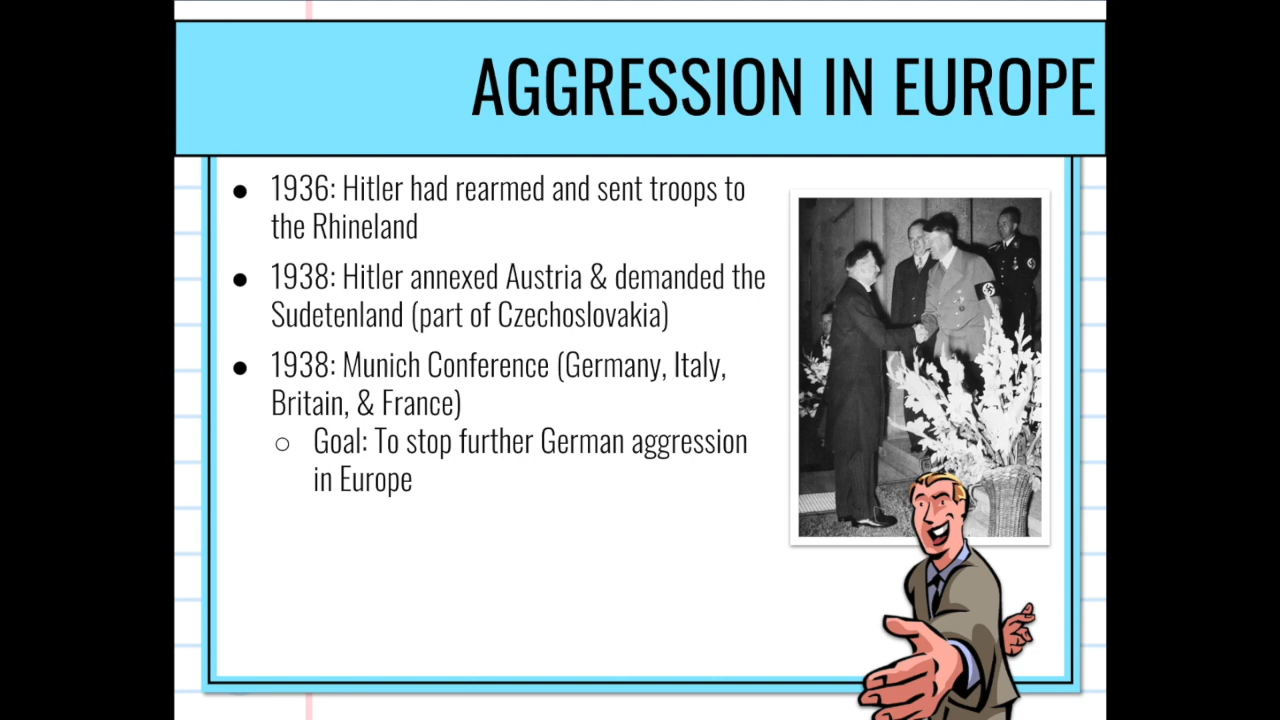 AGGRESSION IN EUROPE
● 1936: Hitler had rearmed and sent troops to
the Rhineland
● 1938: Hitler annexed Austria & demanded the
Sudetenland (part of Czechoslovakia)
● 1938: Munich Conference (Germany, Italy,
Britain, & France)
○ Goal: To stop further German aggression
in Europe